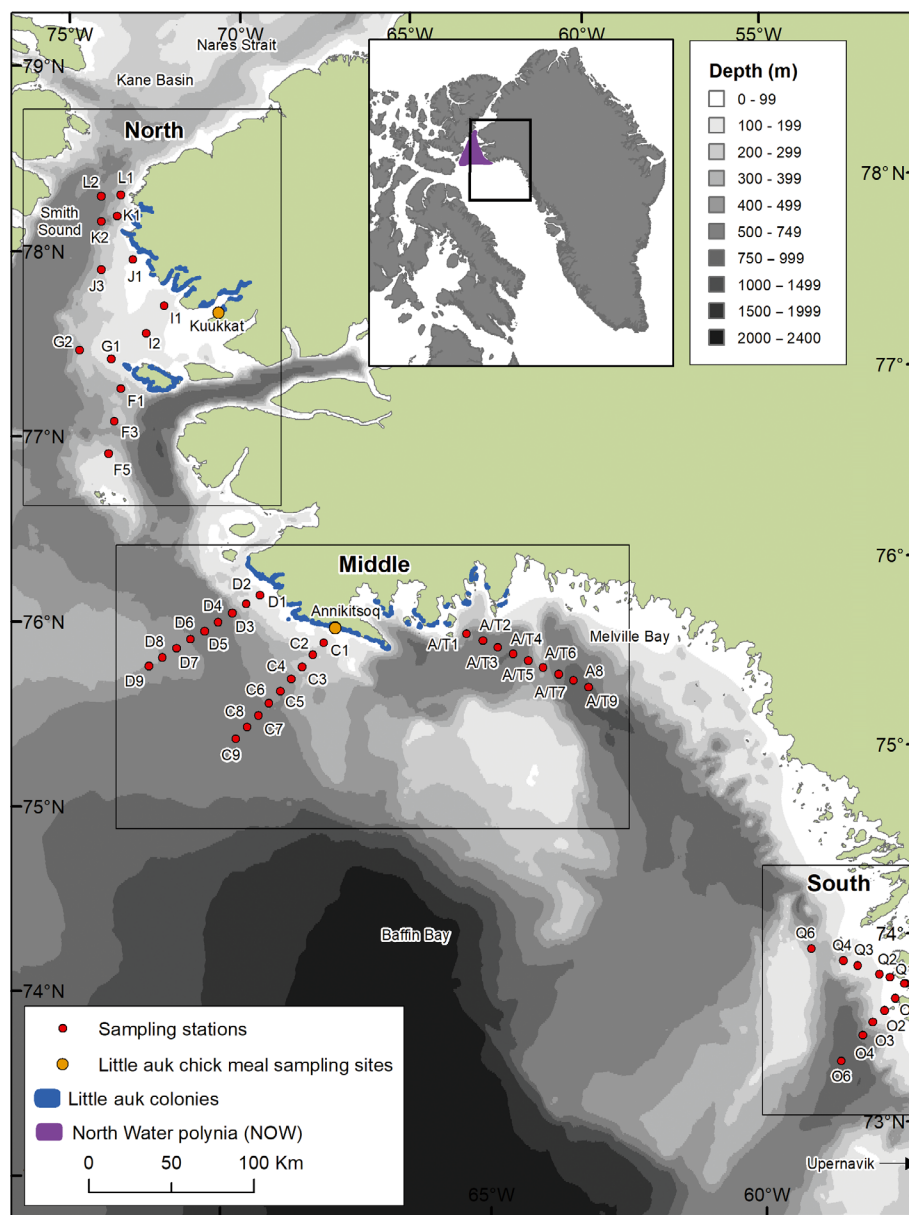 75°W
70°W
65°W
60°W
55°W
79°N
Nares Strait
Kane Basin
North
Depth (m)
0 - 99
100 - 199
200 - 299
300 - 399
400 - 499
500 - 749
750 - 999
1000 - 1499
1500 - 1999
2000 - 2400
78°N
L2
L1
Smith
Sound
K1
K2
78°N
J1
J3
I1
Kuukkat
I2
G2
G1
77°N
F1
F3
77°N
F5
76°N
Middle
D2
D1
Annikitsoq
76°N
D4
D3
D6
D5
D8
D7
D9
C2
C1
C4
C3
C6
C5
C8
C7
C9
A/T1
A/T2
A/T3
A/T4
A/T5
A/T6
A/T7
A8
A/T9
Melville Bay
75°N
75°N
South
74°N
Baffin Bay
Q6
Q4
Q3
Q2
Q
74°N
O
O2
O3
O4
O6
73°N
Upernavik
Sampling stations
Little auk chick meal sampling sites
Little auk colonies
North Water polynia (NOW)
0 50 100 Km
65°W
60°W